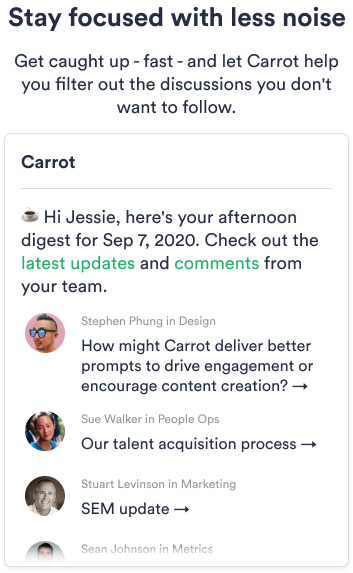 Stay focused with less noise
Get caught up - fast - and let Carrot help
you filter out the discussions you don't
want to follow.
Carrot
☕ Hi Jessie, here's your afternoon
digest for Sep 7, 2020. Check out the
latest updates and comments from
your team.
Stephen Phung in Design
How might Carrot deliver better
prompts to drive engagement or
encourage content creation? →
Sue Walker in People Ops
Our talent acquisition process →
Stuart Levinson in Marketing
SEM update →
Sean Johnson in Metrics